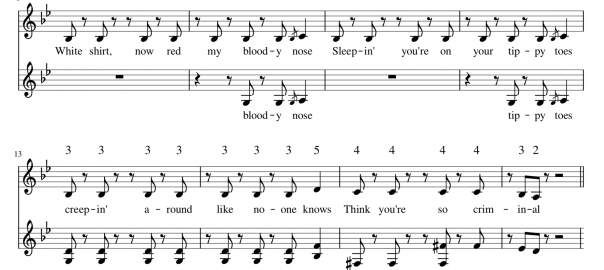 White shirt, now red my blood-y nose Sleep-in' you're on your tip-py toes
blood-y nose tip-py toes
13 3 3 3 3 3 3 3 5 4 4 4 4 3 2
creep-in' a-round like no-one knows Think you're so crim-in-al